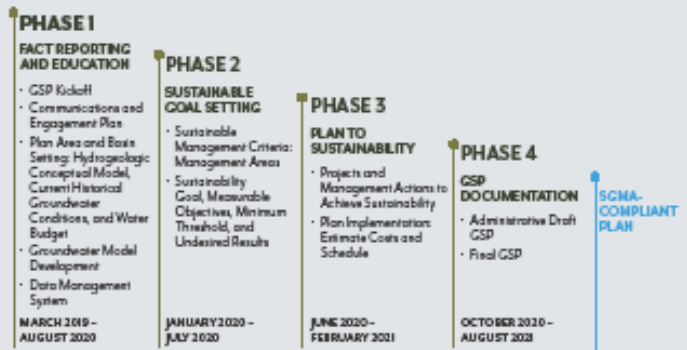 PHASE 1
FACT REPORTING
AND EDUCATION
• GSP Kickoff
• Communications and
Engagement Plan
• Plan Area and Basin
Setting: Hydrogeologic
Conceptual Model,
Current Historical
Groundwater
Conditions, and Water
Budget
• Groundwater Model
Development
• Data Management
System
MARCH 2019 –
AUGUST 2020
PHASE 2
SUSTAINABLE
GOAL SETTING
• Sustainable
Management Criteria:
Management Areas
• Sustainability
Goal, Measurable
Objectives, Minimum
Threshold, and
Undesired Results
JANUARY 2020 –
JULY 2020
PHASE 3
PLAN TO
SUSTAINABILITY
• Projects and
Management Actions to
Achieve Sustainability
• Plan Implementation:
Estimate Costs and
Schedule
JUNE 2020 –
FEBRUARY 2021
PHASE 4
GSP
DOCUMENTATION
• Administrative Draft
GSP
• Final GSP
OCTOBER 2020 –
AUGUST 2021
SGMA-
COMPLIANT
PLAN